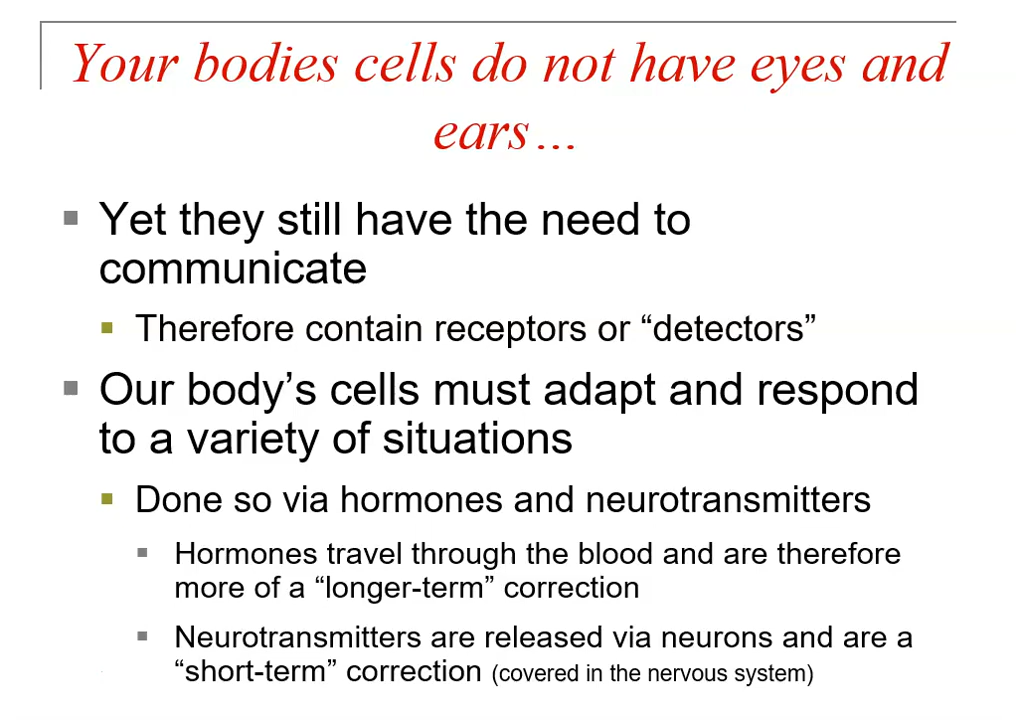 Your bodies cells do not have eyes and
ears…
Yet they still have the need to
communicate
Therefore contain receptors or “detectors”
Our body’s cells must adapt and respond
to a variety of situations
Done so via hormones and neurotransmitters
Hormones travel through the blood and are therefore
more of a “longer-term” correction
Neurotransmitters are released via neurons and are a
“short-term” correction (covered in the nervous system)